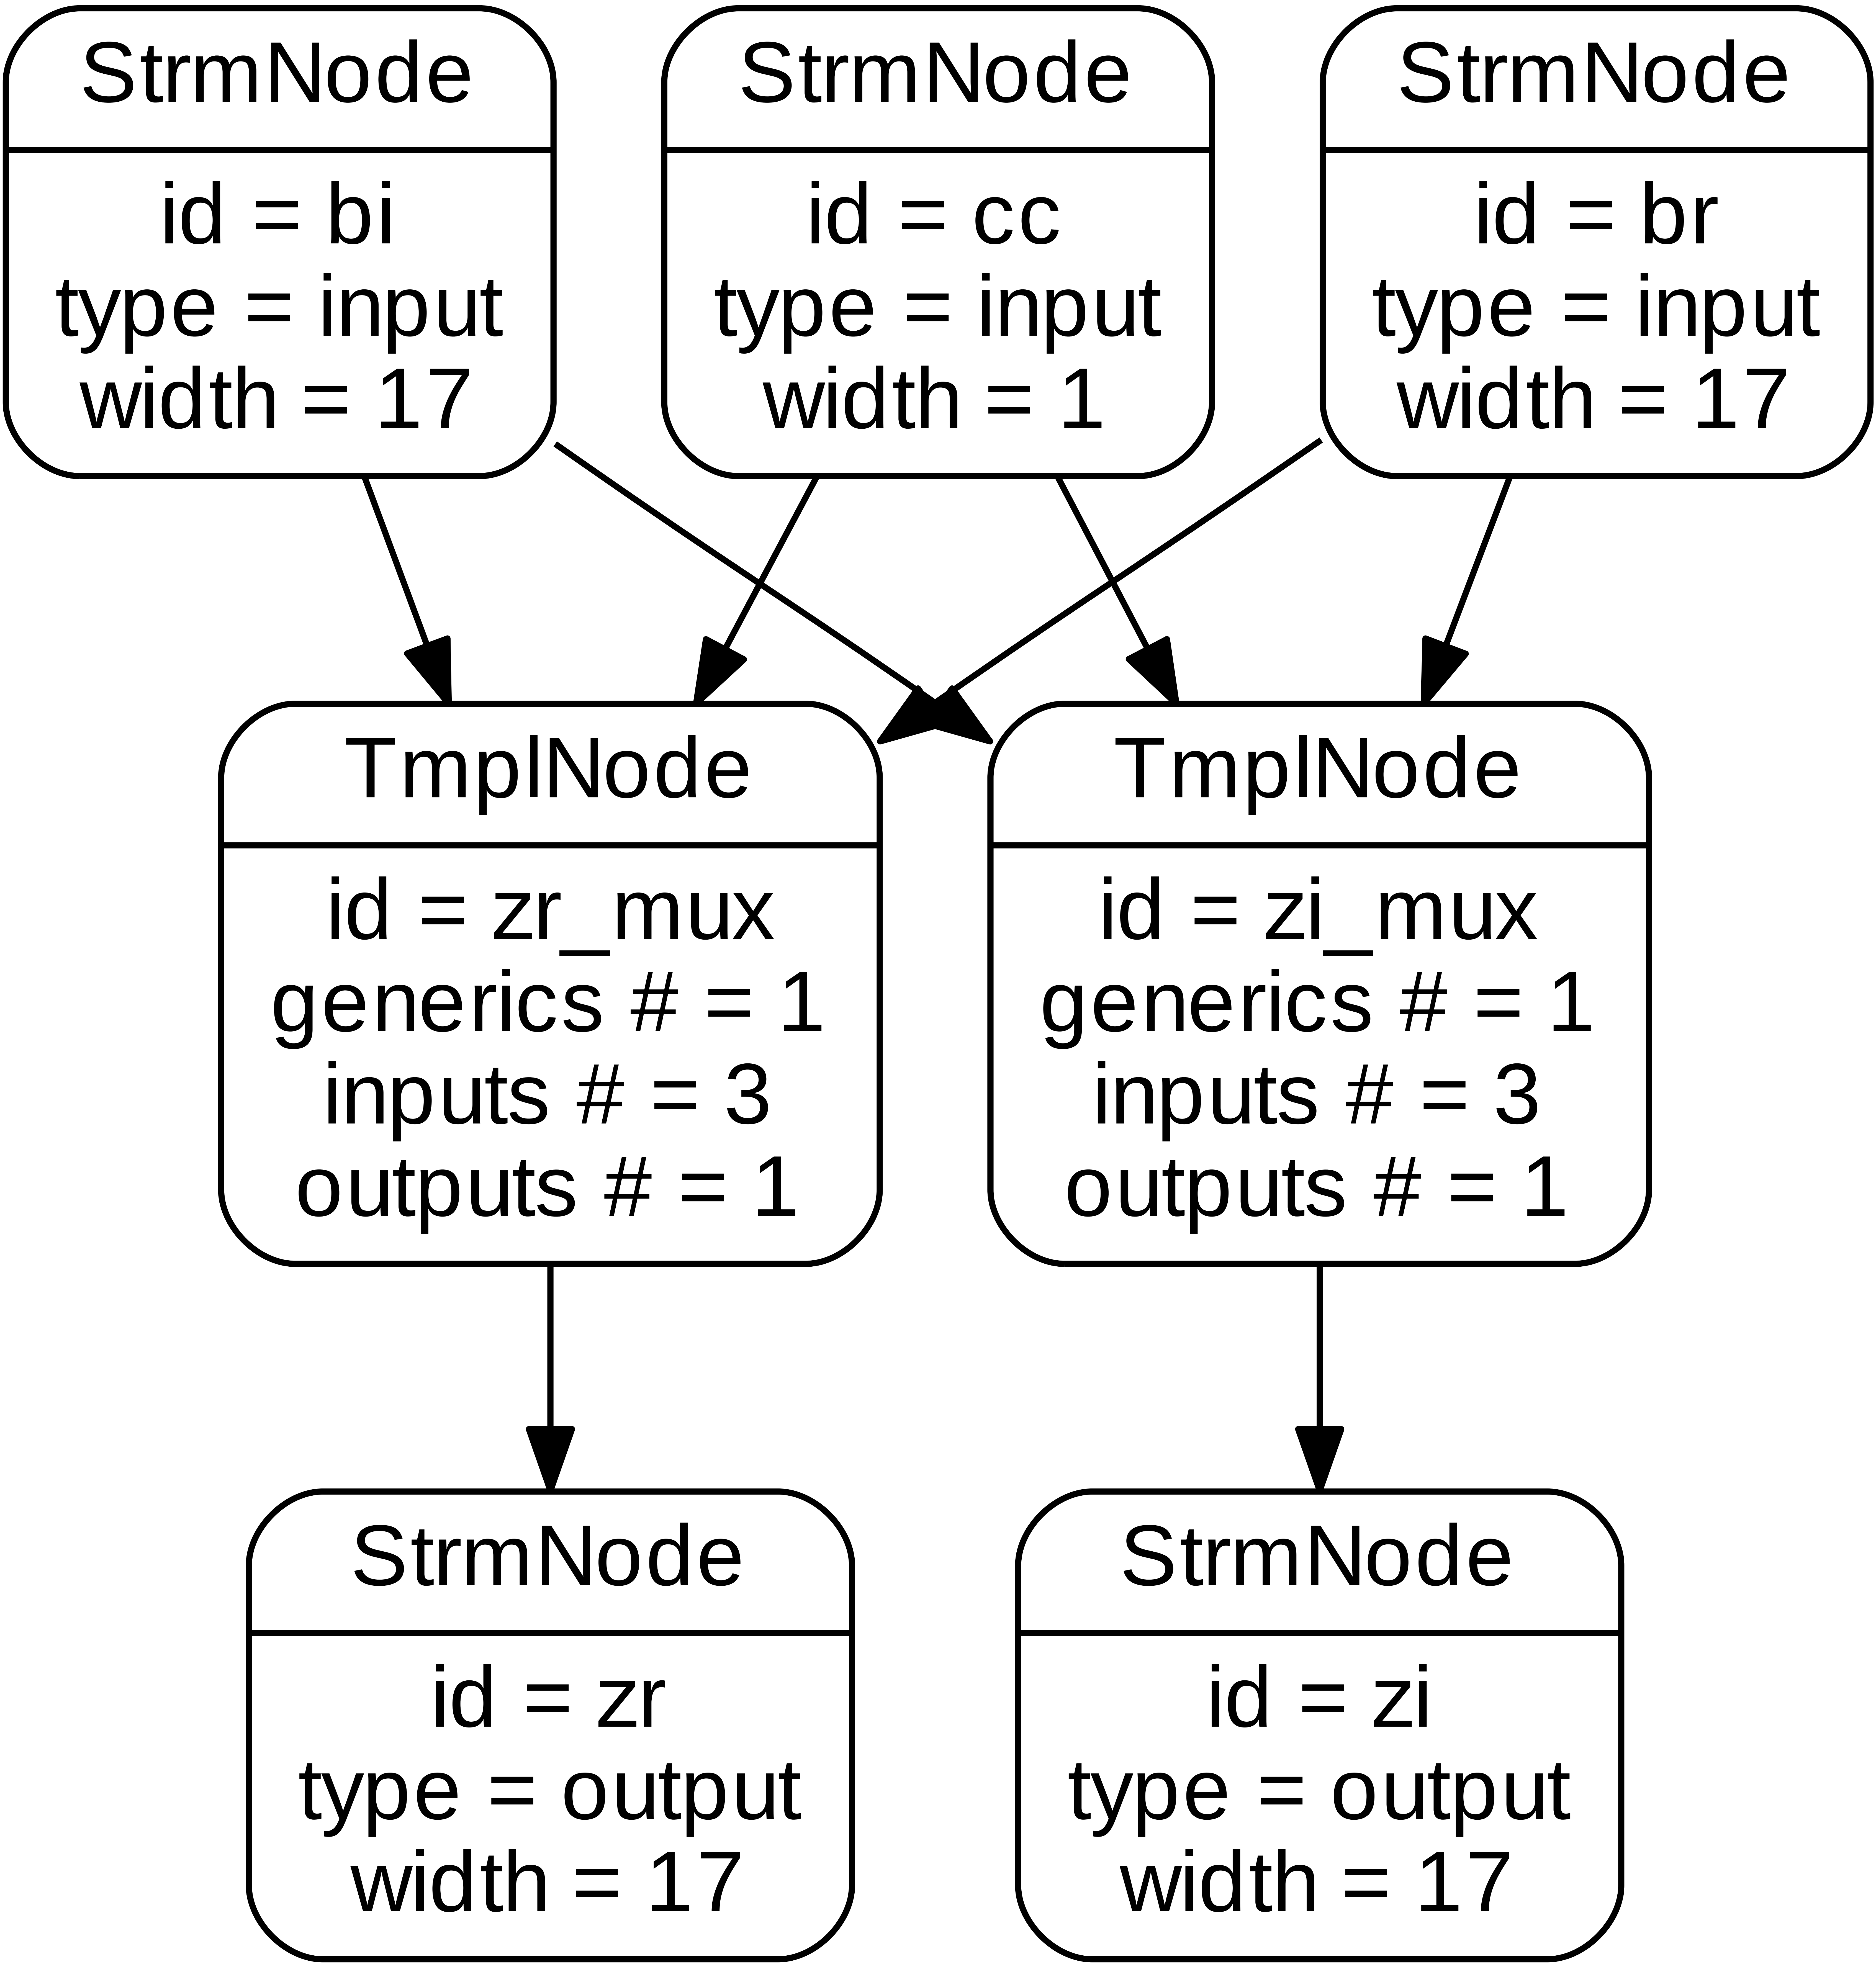 StrmNode
id = bi
type = input
width = 17
StrmNode
id = cc
type = input
width = 1
StrmNode
id = br
type = input
width = 17
TmplNode
id = zr_mux
generics # = 1
inputs # = 3
outputs # = 1
TmplNode
id = zi_mux
generics # = 1
inputs # = 3
outputs # = 1
StrmNode
id = zr
type = output
width = 17
StrmNode
id = zi
type = output
width = 17